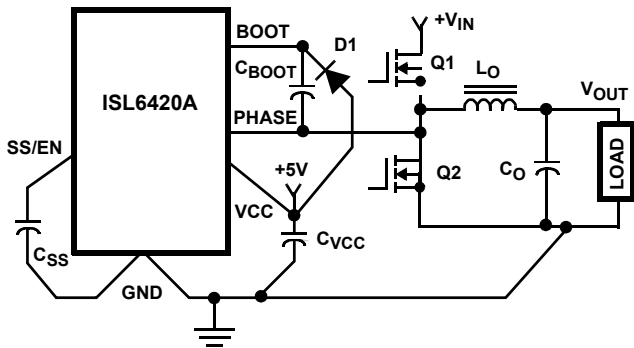 +VIN
BOOT
D1
CBOOT
Q1
ISL6420A
LO
VOUT
PHASE
SS/EN
+5V
Q2
CO
LOAD
VCC
CVCC
CSS
GND